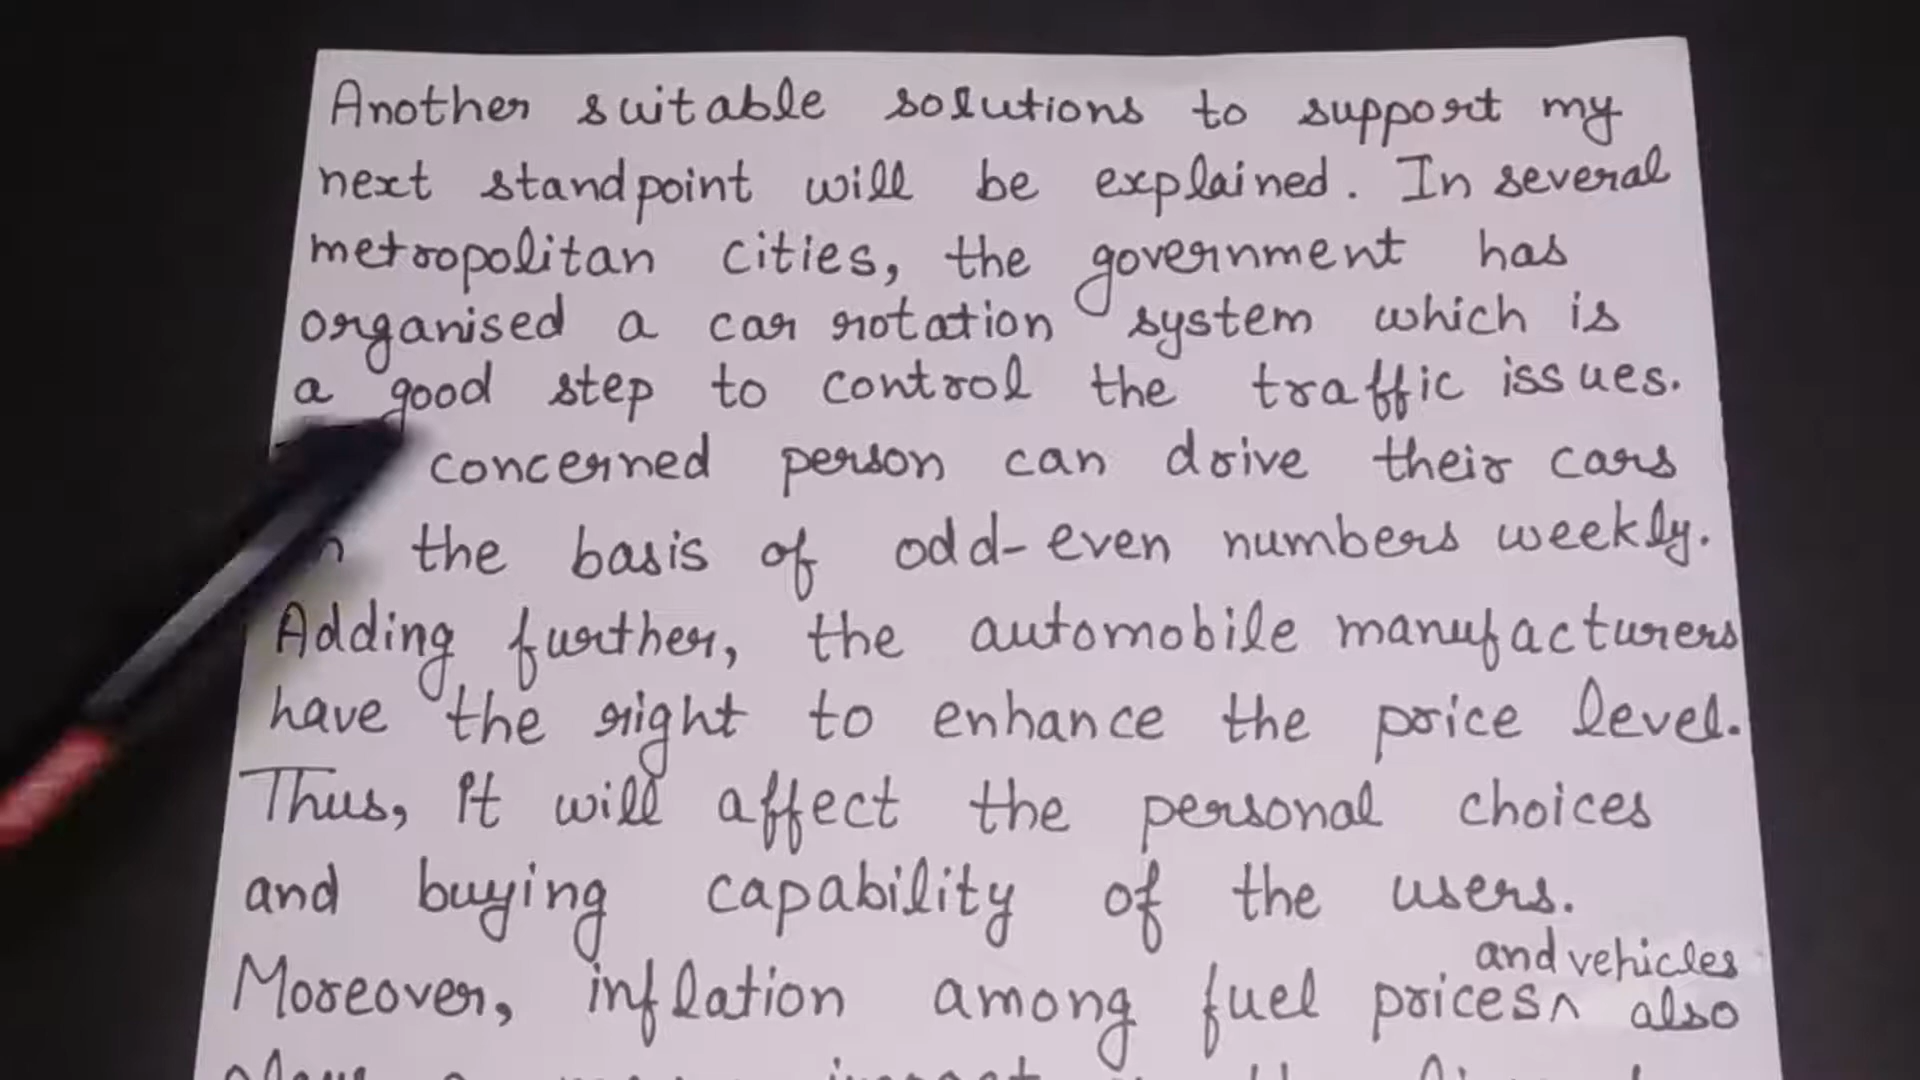 Another suitable solutions to support my
next standpoint will be explained. In several
metropolitan cities, the government has
organised a car rotation system which is
a good step to control the traffic issues.
concerned person can drive their cars
the basis of odd-even numbers weekly.
Adding further, the automobile manufacturers
have the right to enhance the price level.
Thus, it will affect the personal choices
and buying capability of the users.
and vehicles
Moreover, inflation among fuel prices^ also